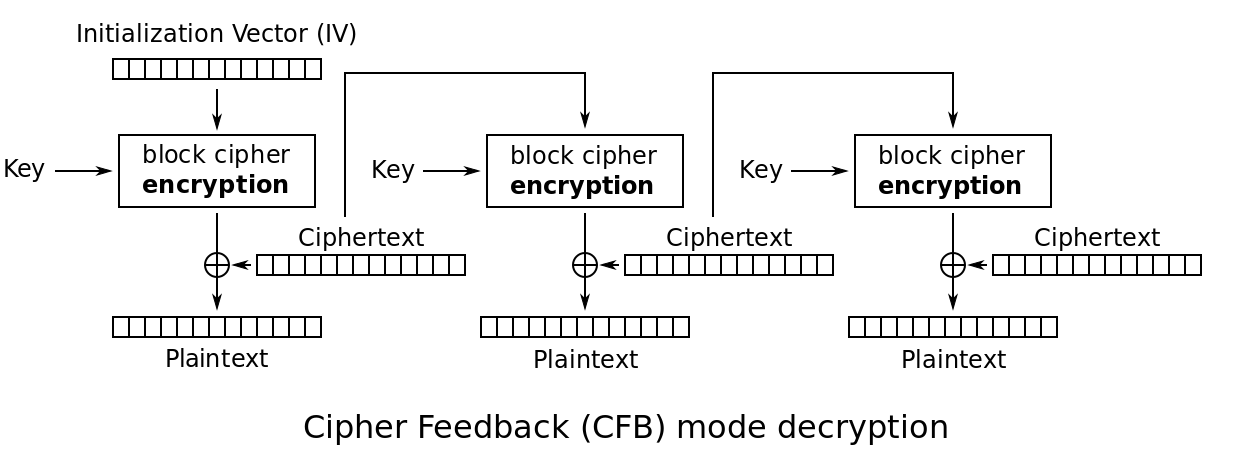 Initialization Vector (IV)
Key
block cipher
encryption
Ciphertext
Plaintext
Key
block cipher
encryption
Ciphertext
Plaintext
Key
block cipher
encryption
Ciphertext
Plaintext
Cipher Feedback (CFB) mode decryption